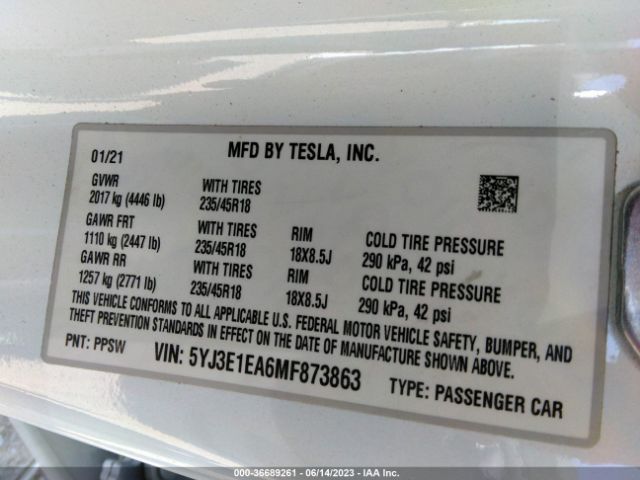 01/21 MFD BY TESLA, INC.
GVWR WITH TIRES
2017 kg (4446 lb) 235/45R18
GAWR FRT WITH TIRES RIM COLD TIRE PRESSURE
1110 kg (2447 lb) 235/45R18 18X8.5J 290 kPa, 42 psi
GAWR RR WITH TIRES RIM COLD TIRE PRESSURE
1257 kg (2771 lb) 235/45R18 18X8.5J 290 kPa, 42 psi
THIS VEHICLE CONFORMS TO ALL APPLICABLE U.S. FEDERAL MOTOR VEHICLE SAFETY, BUMPER, AND
THEFT PREVENTION STANDARDS IN EFFECT ON THE DATE OF MANUFACTURE SHOWN ABOVE.
PNT: PPSW VIN: 5YJ3E1EA6MF873863 TYPE: PASSENGER CAR
000-36689261 - 06/14/2023 - IAA Inc.